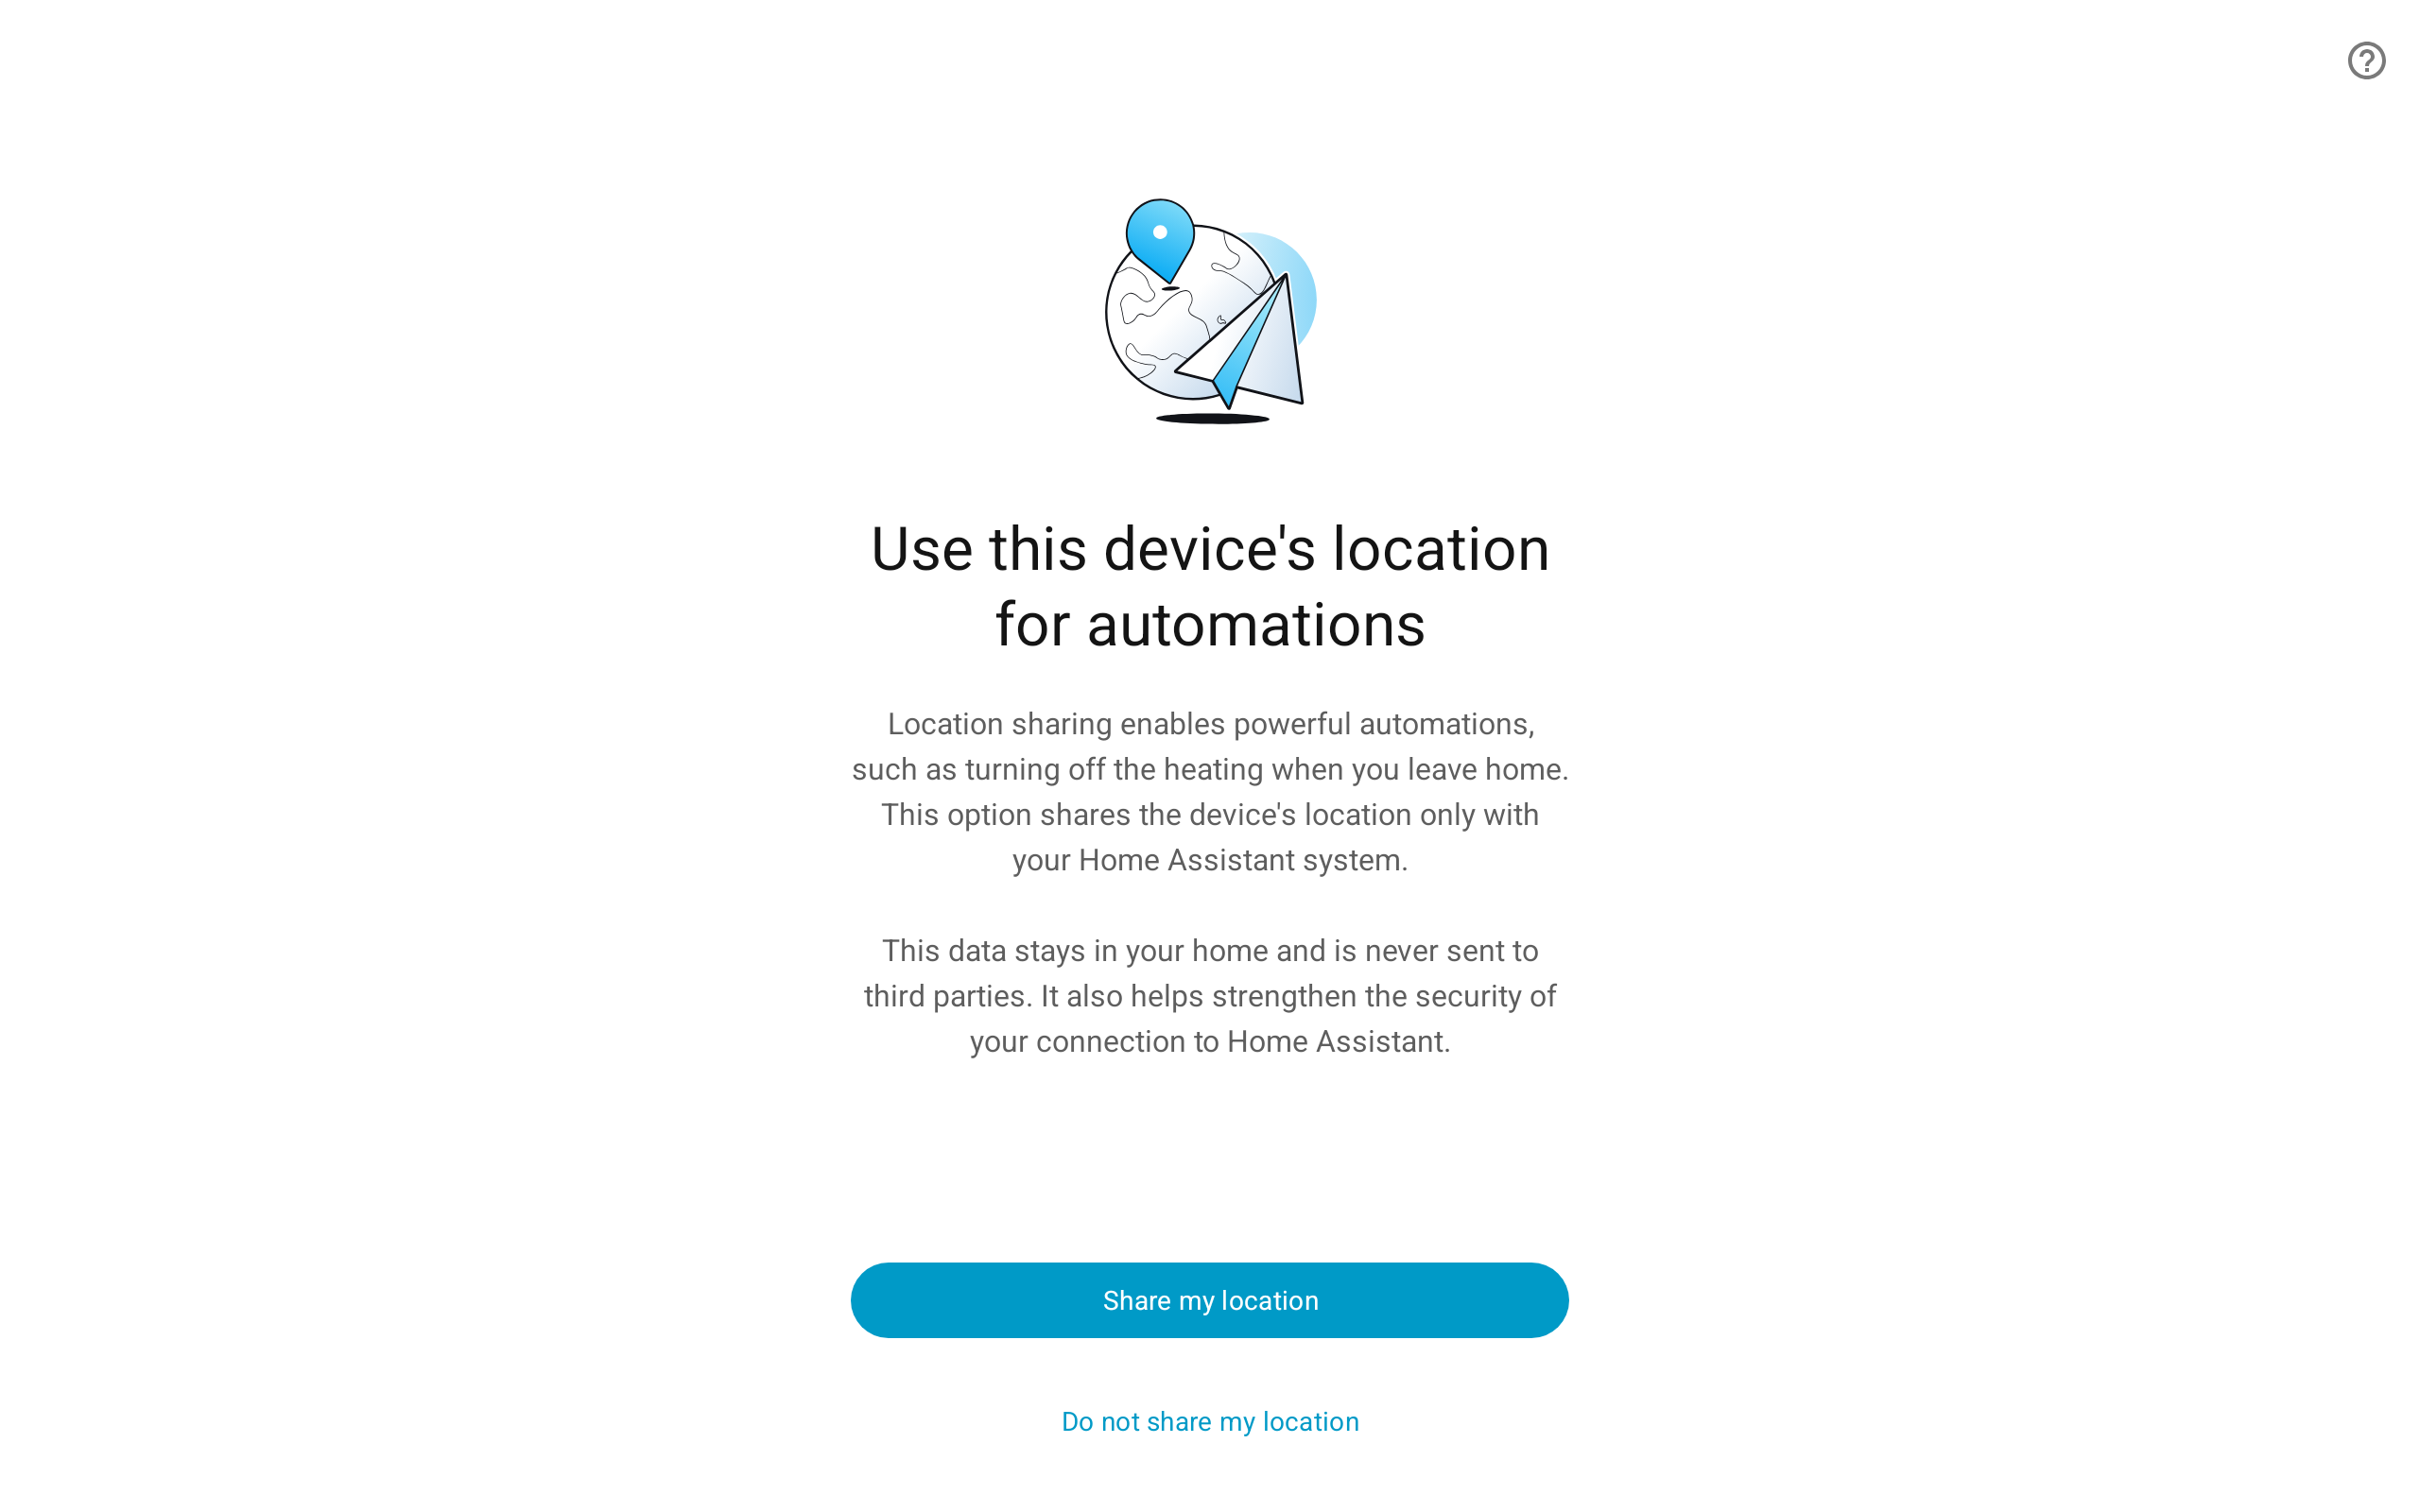 Use this device's location
for automations
Location sharing enables powerful automations,
such as turning off the heating when you leave home.
This option shares the device's location only with
your Home Assistant system.
This data stays in your home and is never sent to
third parties. It also helps strengthen the security of
your connection to Home Assistant.
Share my location
Do not share my location